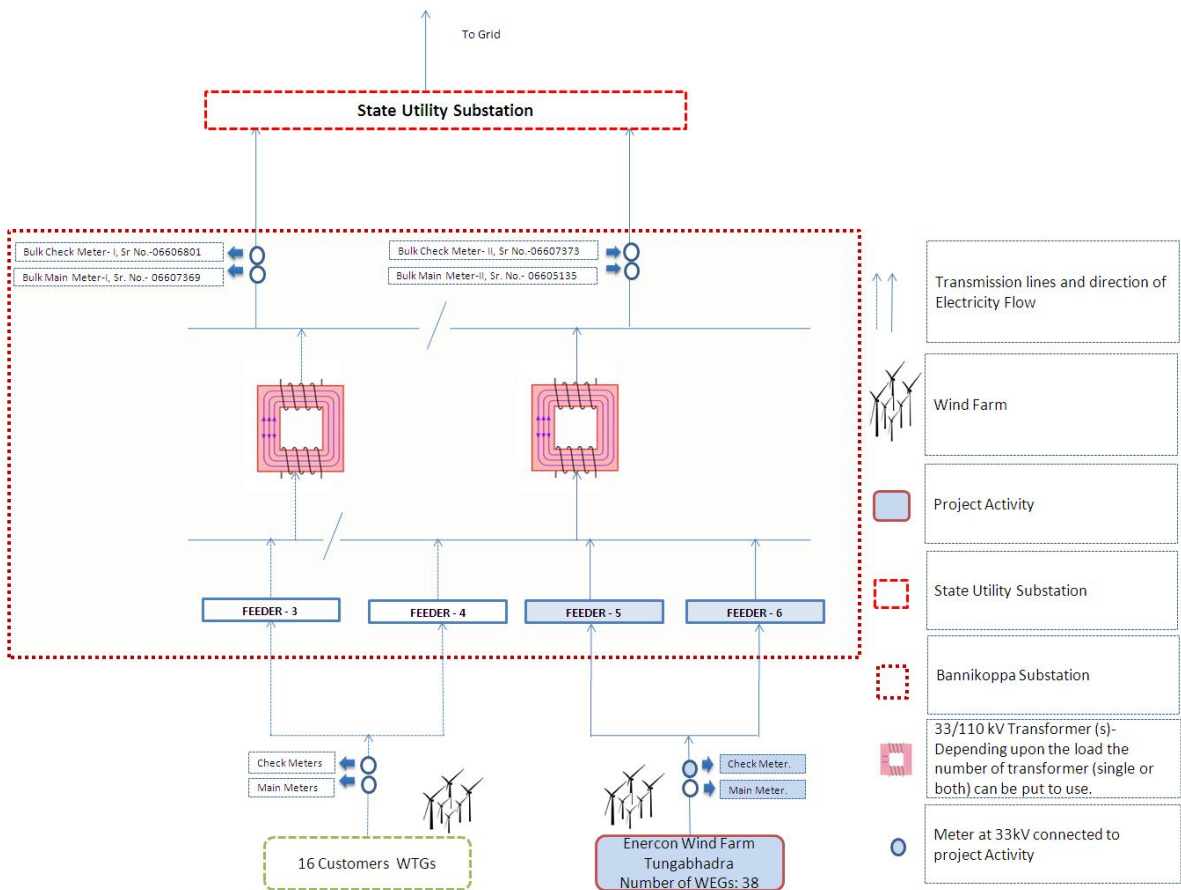 To Grid
State Utility Substation
Bulk Check Meter- I, Sr No.-06606801
Bulk Main Meter-I, Sr. No.- 06607369
Bulk Check Meter- II, Sr No.-06607373
Bulk Main Meter-II, Sr. No.- 06605135
FEEDER - 3
FEEDER - 4
FEEDER - 5
FEEDER - 6
Check Meters
Main Meters
Check Meter.
Main Meter.
16 Customers WTGs
Enercon Wind Farm
Tungabhadra
Number of WEGs: 38
Transmission lines and direction of
Electricity Flow
Wind Farm
Project Activity
State Utility Substation
Bannikoppa Substation
33/110 kV Transformer (s)-
Depending upon the load the
number of transformer (single or
both) can be put to use.
Meter at 33kV connected to
project Activity